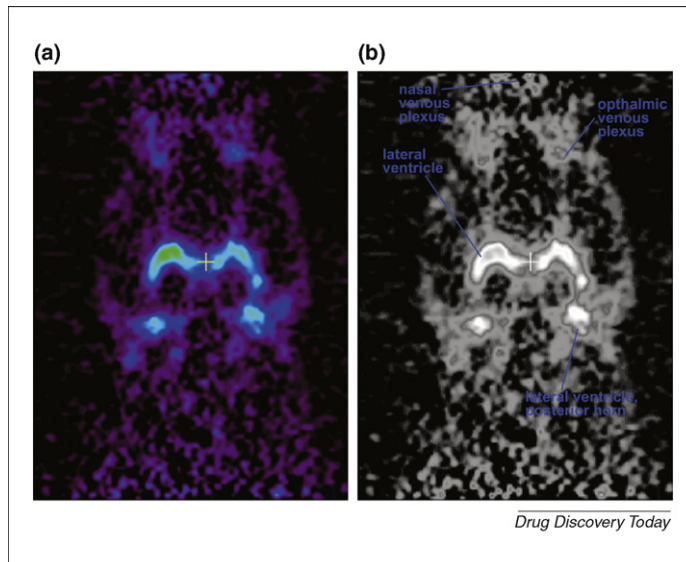 (a)
(b)
nasal
venous
plexus
opthalmic
venous
plexus
lateral
ventricle
lateral ventricle,
posterior horn
Drug Discovery Today